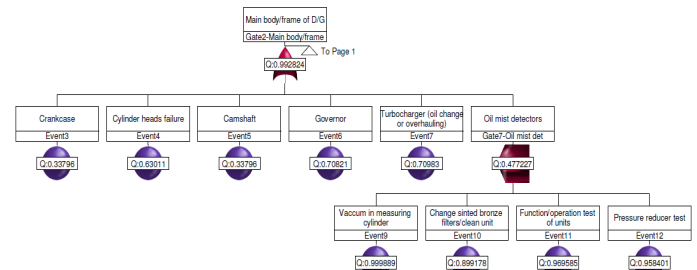 Main body/frame of D/G
Gate2-Main body/frame
To Page 1
Q:0.992824
Crankcase
Event3
Q:0.33796
Cylinder heads failure
Event4
Q:0.63011
Camshaft
Event5
Q:0.33796
Governor
Event6
Q:0.70821
Turbocharger (oil change
or overhauling)
Event7
Q:0.70983
Oil mist detectors
Gate7-Oil mist det
Q:0.477227
Vaccum in measuring
cylinder
Event9
Q:0.999889
Change sinted bronze
filters/clean unit
Event10
Q:0.899178
Function/operation test
of units
Event11
Q:0.969585
Pressure reducer test
Event12
Q:0.958401